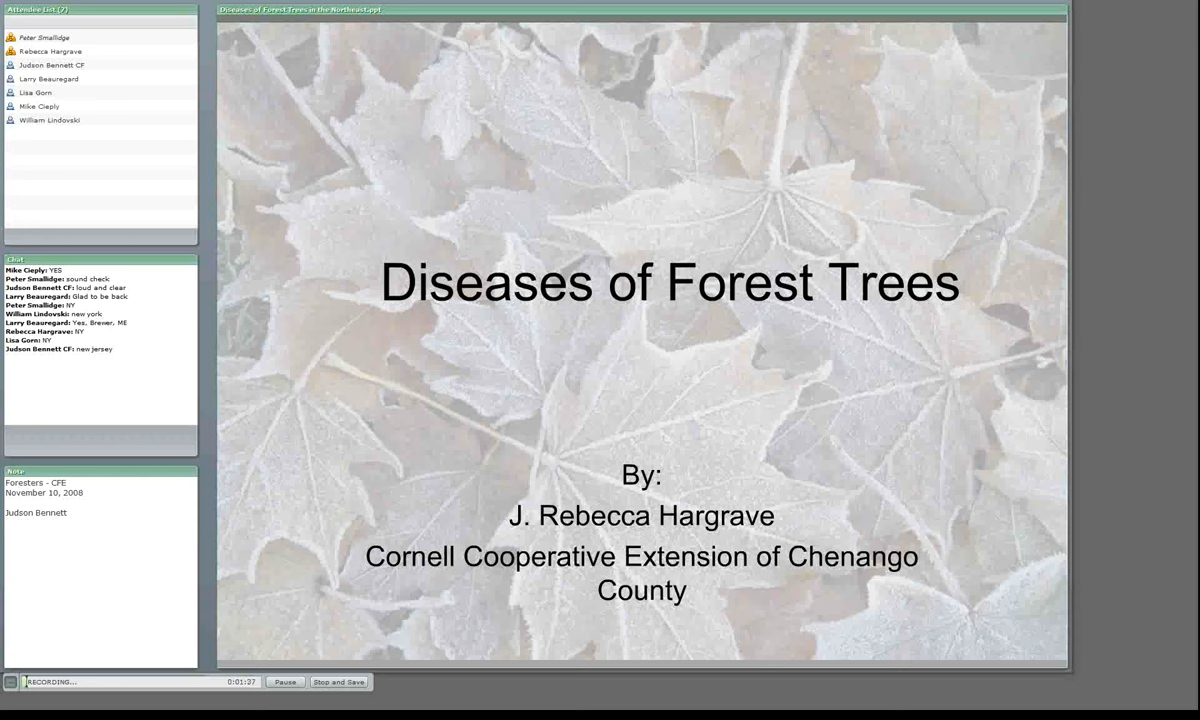 Attendee List (7)
Peter Smallidge
Rebecca Hargrave
Judson Bennett CF
Larry Beauregard
Lisa Gorn
Mike Cieply
William Lindovski
Chat
Mike Cieply: YES
Peter Smallidge: sound check
Judson Bennett CF: loud and clear
Larry Beauregard: Glad to be back
Peter Smallidge: NY
William Lindovski: new york
Larry Beauregard: Yes, Brewer, ME
Rebecca Hargrave: NY
Lisa Gorn: NY
Judson Bennett CF: new jersey
Note
Foresters - CFE
November 10, 2008
Judson Bennett
Diseases of Forest Trees in the Northeast.ppt
Diseases of Forest Trees
By:
J. Rebecca Hargrave
Cornell Cooperative Extension of Chenango
County
RECORDING... 0:01:37 Pause Stop and Save